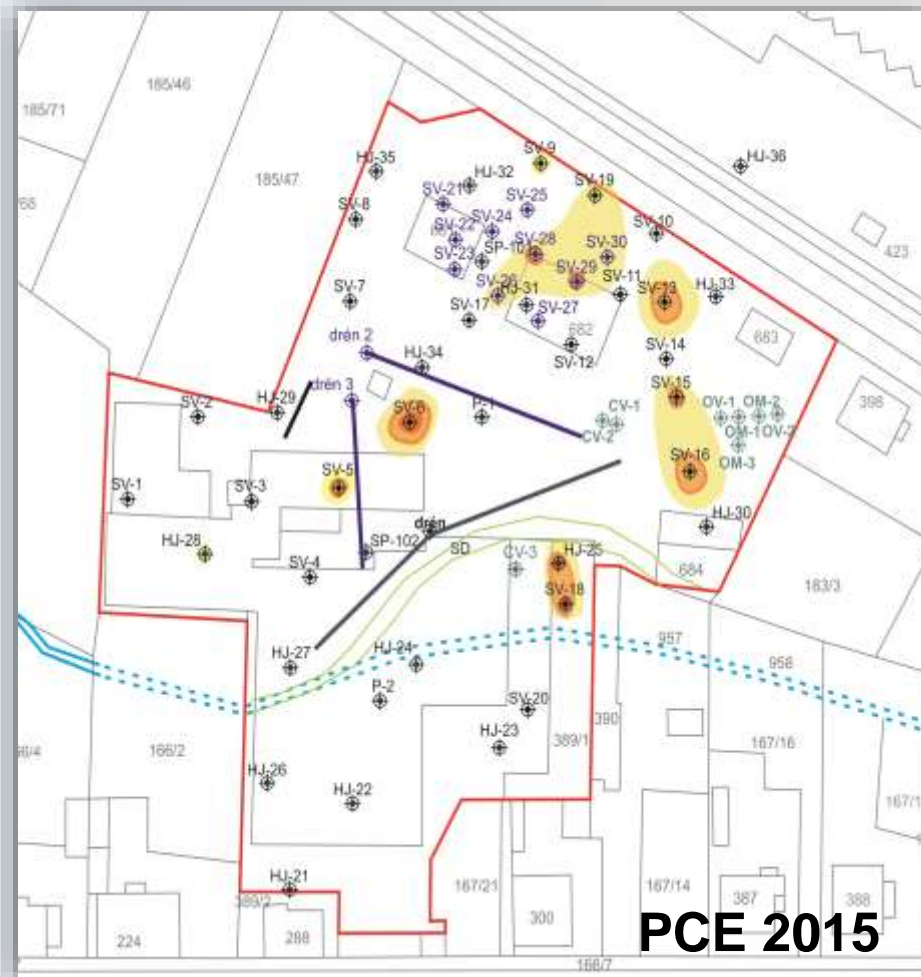 185/46
185/71
185/47
HJ-35
SV-9
HJ-36
HJ-32
SV-19
SV-21
SV-25
SV-8
SV-24
SV-10
SV-22
SV-28
423
SP-101
SV-30
SV-23
SV-29
SV-26
SV-11
HJ-33
SV-7
HJ-31
SV-13
SV-17
SV-27
682
683
drén 2
SV-12
SV-14
HJ-34
drén 3
SV-15
HJ-29
SV-2
SV-6
P-1
CV-1
OV-1
OM-2
396
CV-2
OM-1
OV-2
OM-3
SV-5
SV-16
SV-1
SV-3
drén
HJ-30
HJ-28
SP-102
SD
CV-3
HJ-25
SV-4
684
183/3
SV-18
957
HJ-27
HJ-24
958
P-2
SV-20
390
166/2
HJ-23
389/1
167/16
HJ-26
HJ-22
HJ-21
389/2
167/21
167/14
387
388
300
224
288
PCE 2015
166/7